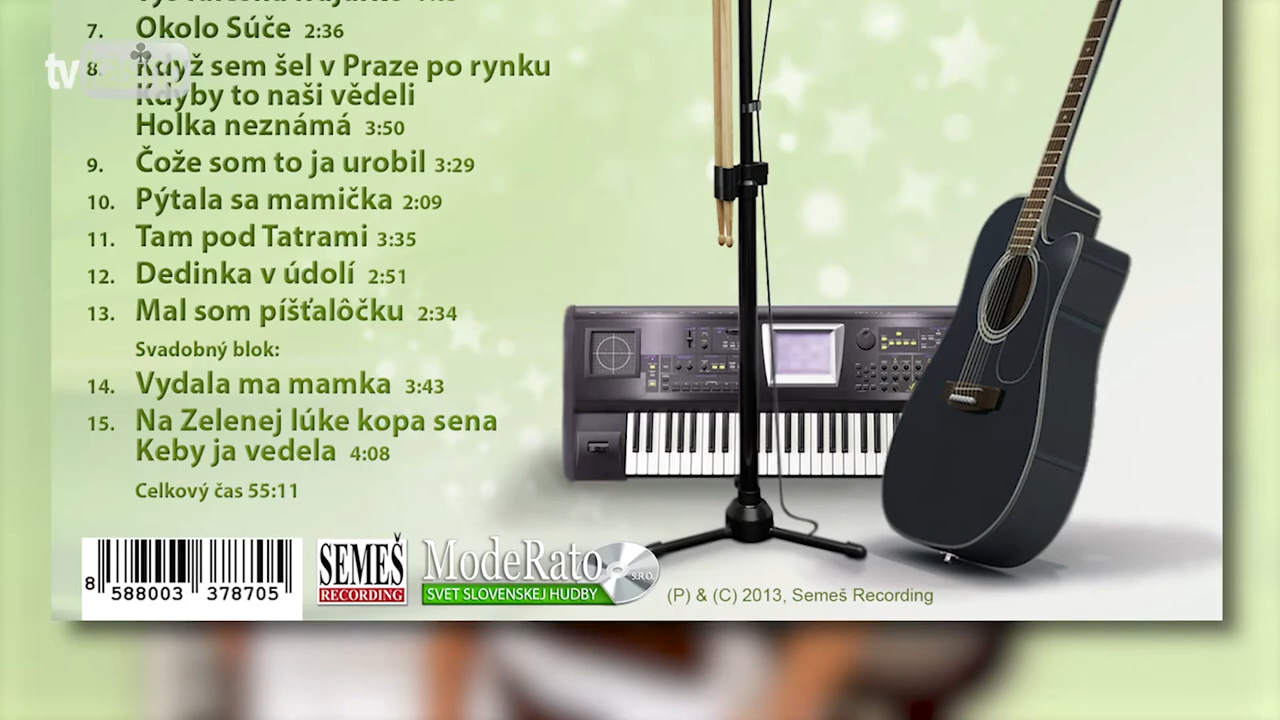 7. Okolo Súče 2:36
tv
8. Když sem šel v Praze po rynku
Kdyby to naši vědeli
Holka neznámá 3:50
9. Čože som to ja urobil 3:29
10. Pýtala sa mamička 2:09
11. Tam pod Tatrami 3:35
12. Dedinka v údolí 2:51
13. Mal som píšťalôčku 2:34
Svadobný blok:
14. Vydala ma mamka 3:43
15. Na Zelenej lúke kopa sena
Keby ja vedela 4:08
Celkový čas 55:11
8 588003 378705
SEMEŠ
RECORDING
ModeRato
S.R.O.
SVET SLOVENSKEJ HUDBY
(P) & (C) 2013, Semeš Recording